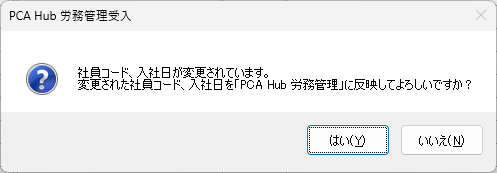 PCA Hub 労務管理受入
社員コード、入社日が変更されています。
変更された社員コード、入社日を｢PCA Hub 労務管理｣に反映してよろしいですか？
はい(Y)
いいえ(N)